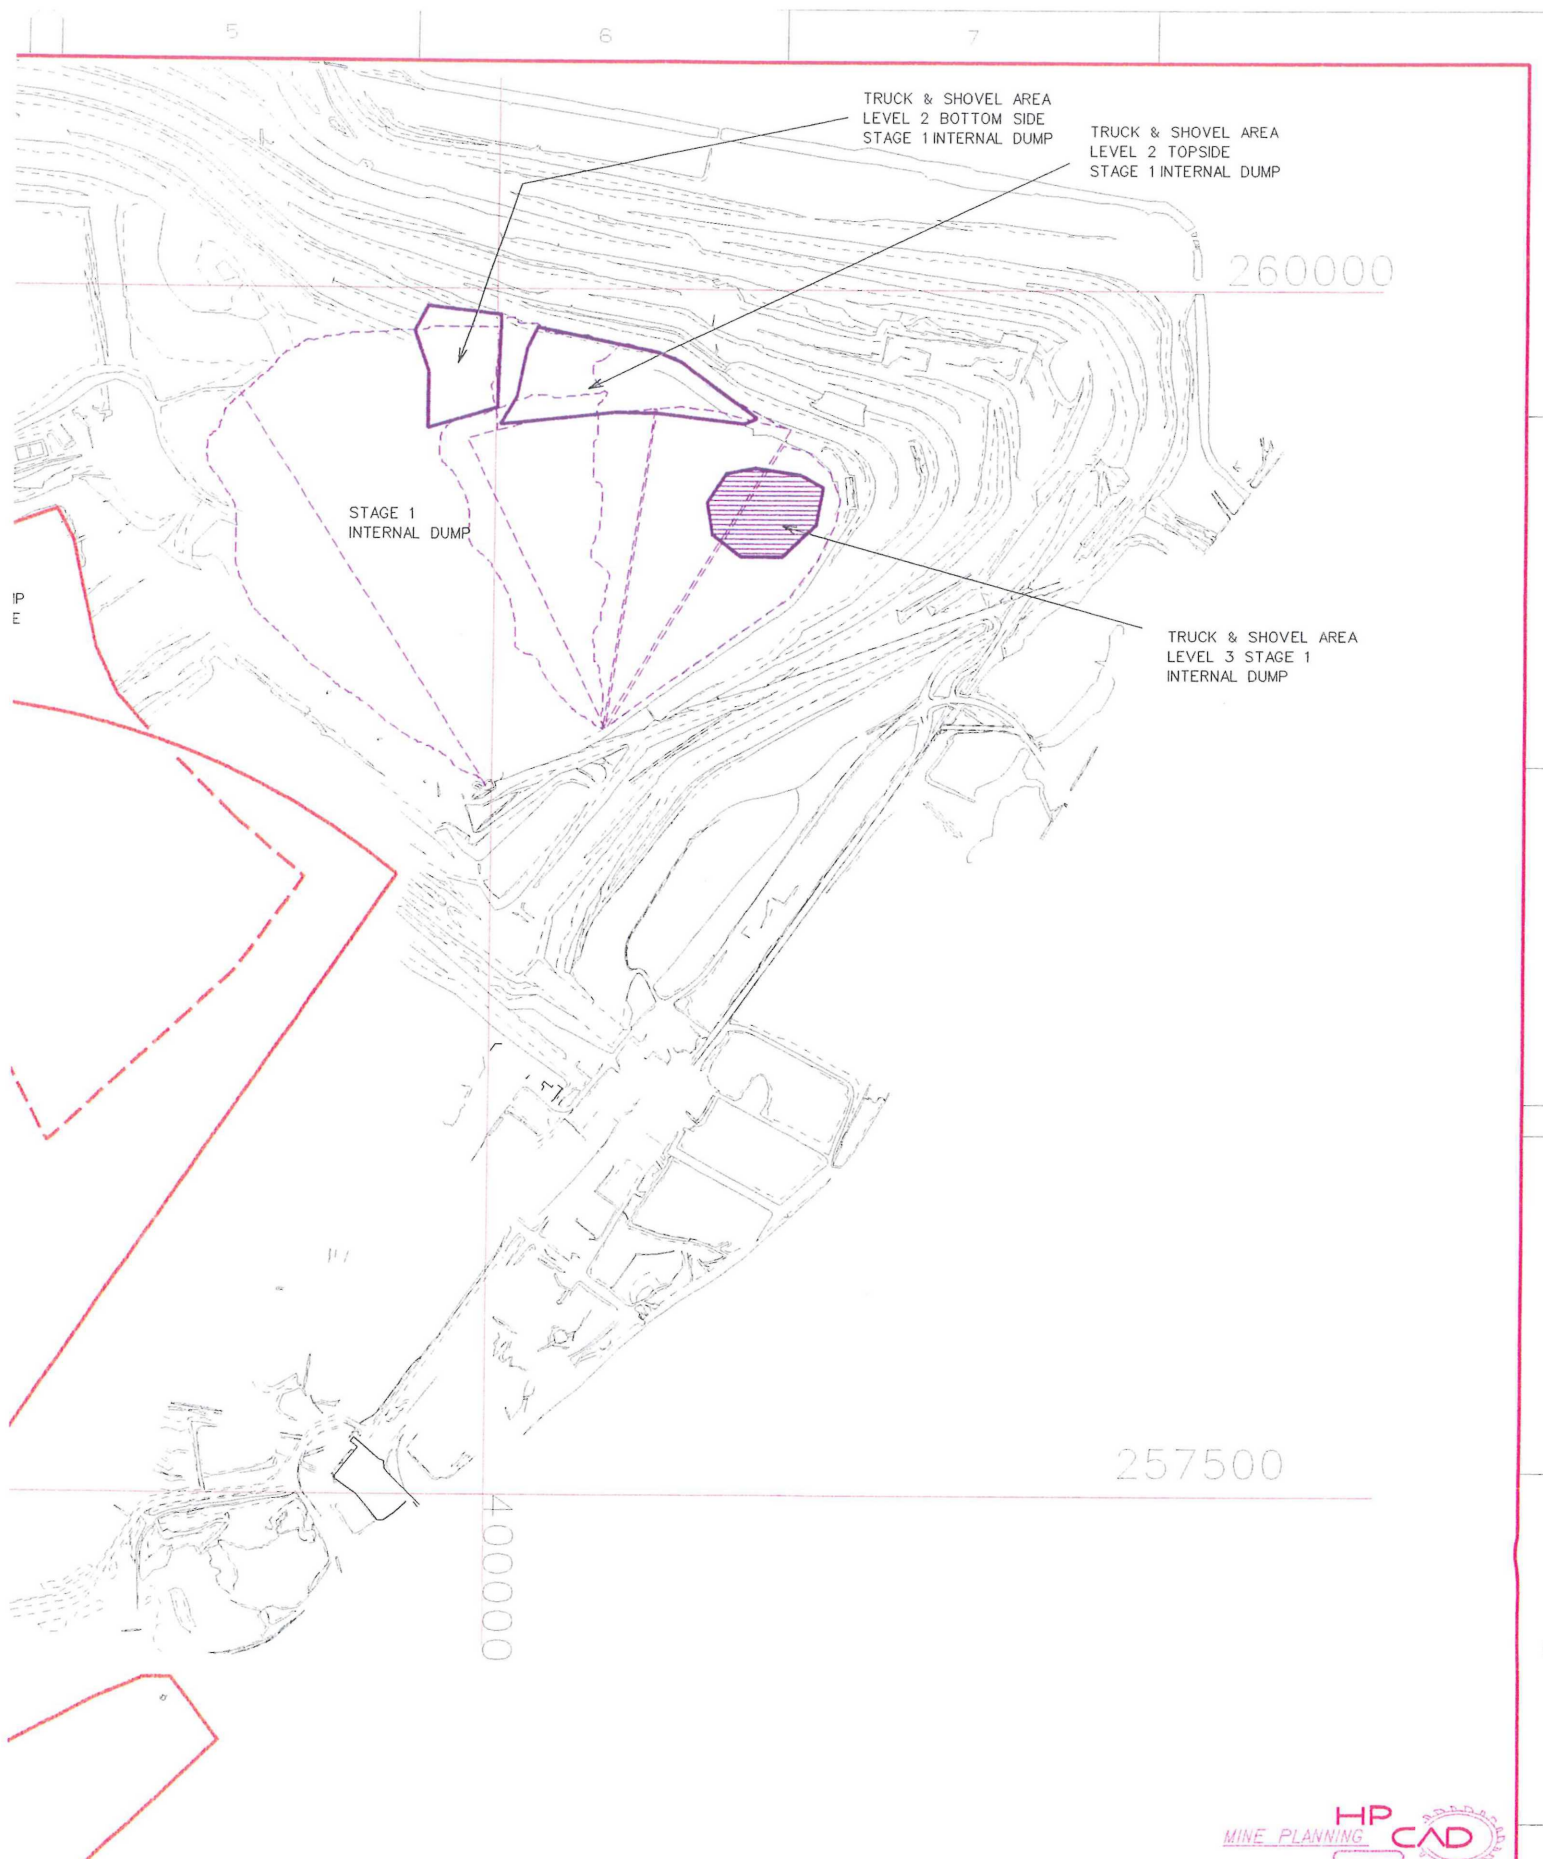 5
6
7
TRUCK & SHOVEL AREA
LEVEL 2 BOTTOM SIDE
STAGE 1 INTERNAL DUMP
TRUCK & SHOVEL AREA
LEVEL 2 TOPSIDE
STAGE 1 INTERNAL DUMP
260000
STAGE 1
INTERNAL DUMP
TRUCK & SHOVEL AREA
LEVEL 3 STAGE 1
INTERNAL DUMP
257500
400000
HP
MINE PLANNING
CAD